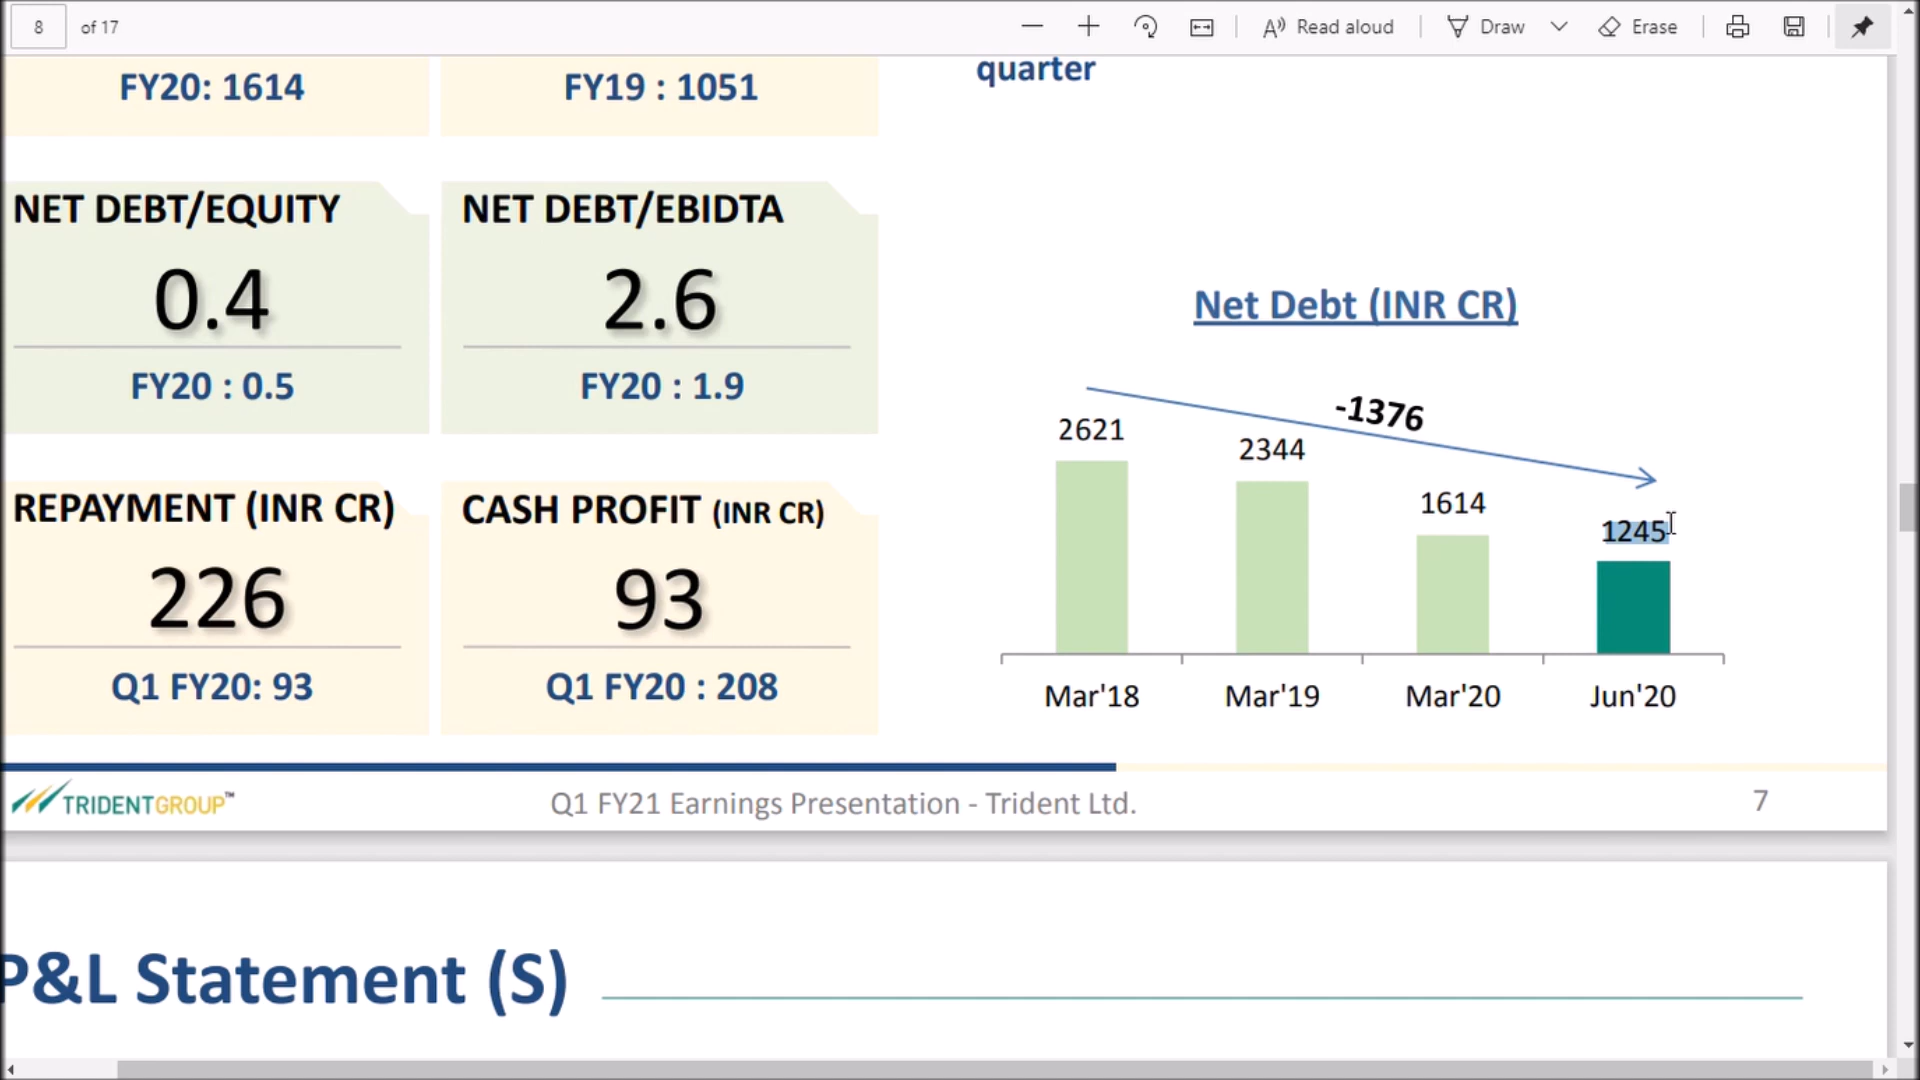 8 of 17
Read aloud
Draw
Erase
FY20: 1614
FY19 : 1051
quarter
NET DEBT/EQUITY
0.4
FY20 : 0.5
NET DEBT/EBIDTA
2.6
FY20 : 1.9
REPAYMENT (INR CR)
226
Q1 FY20: 93
CASH PROFIT (INR CR)
93
Q1 FY20 : 208
Net Debt (INR CR)
-1376
2621
2344
1614
1245
Mar'18
Mar'19
Mar'20
Jun'20
TRIDENTGROUP™
Q1 FY21 Earnings Presentation - Trident Ltd.
7
P&L Statement (S)